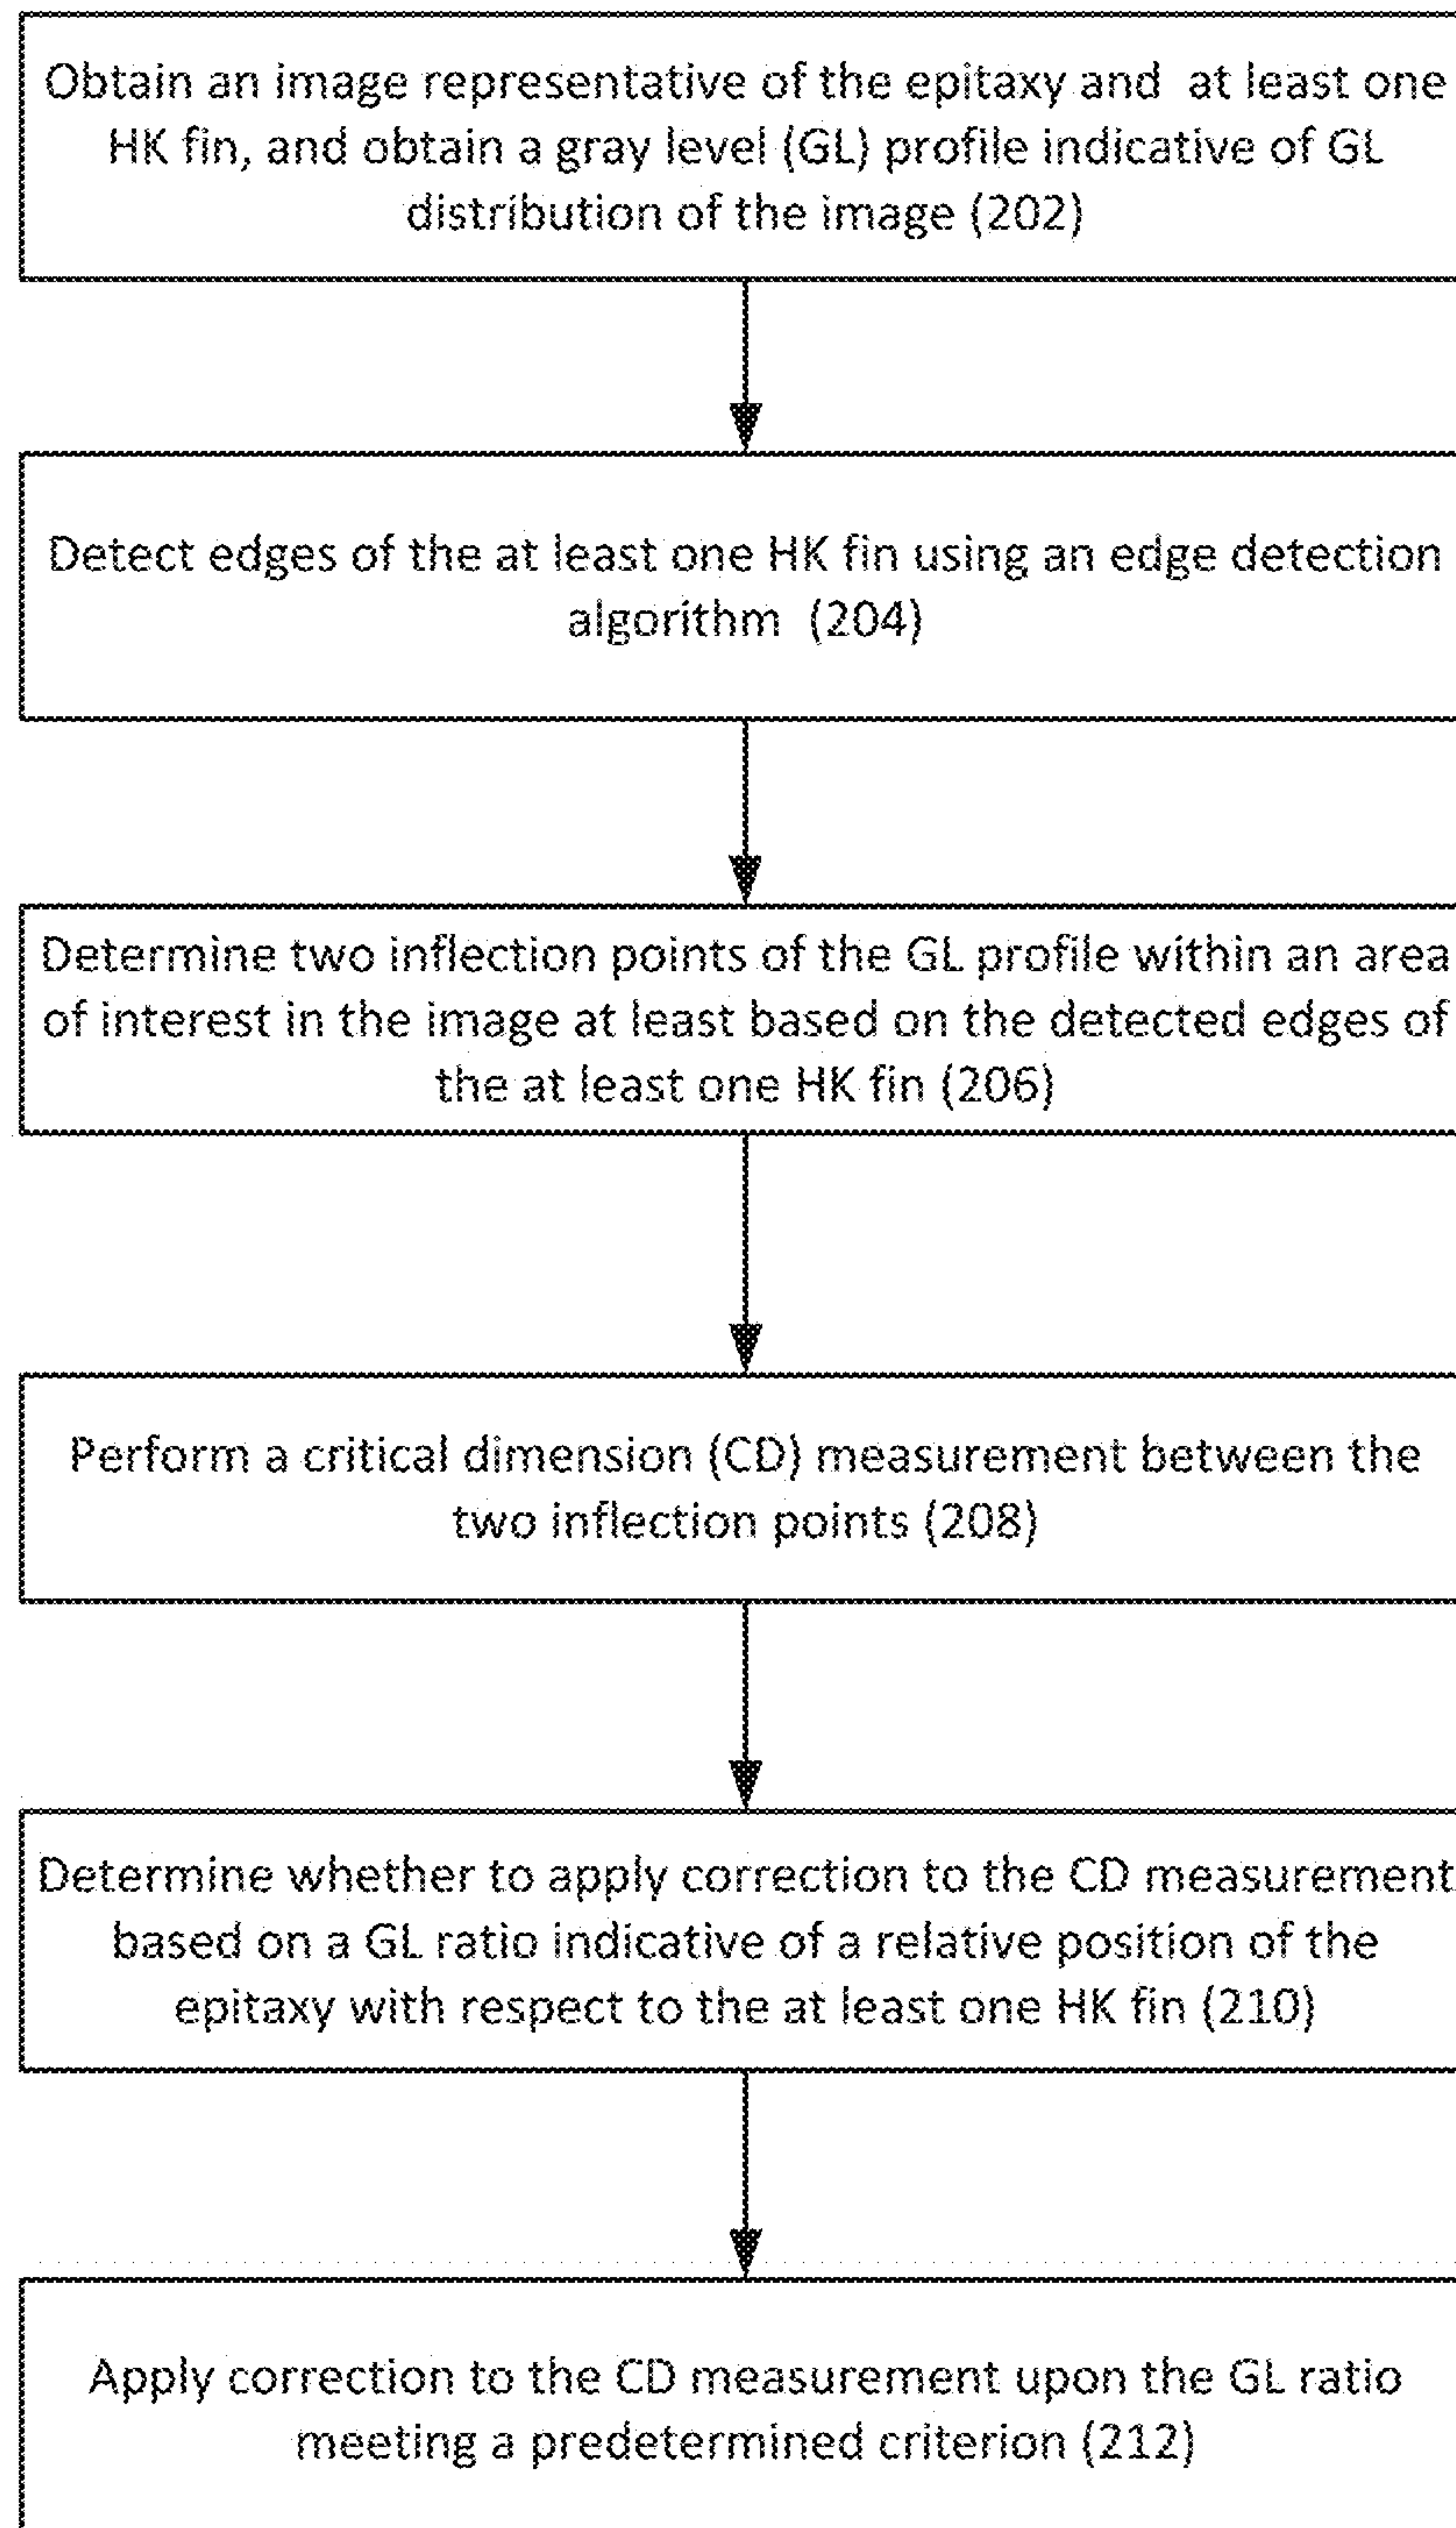 Obtain an image representative of the epitaxy and at least one
HK fin, and obtain a gray level (GL) profile indicative of GL
distribution of the image (202)
Detect edges of the at least one HK fin using an edge detection
algorithm (204)
Determine two inflection points of the GL profile within an area
of interest in the image at least based on the detected edges of
the at least one HK fin (206)
Perform a critical dimension (CD) measurement between the
two inflection points (208)
Determine whether to apply correction to the CD measurement
based on a GL ratio indicative of a relative position of the
epitaxy with respect to the at least one HK fin (210)
Apply correction to the CD measurement upon the GL ratio
meeting a predetermined criterion (212)